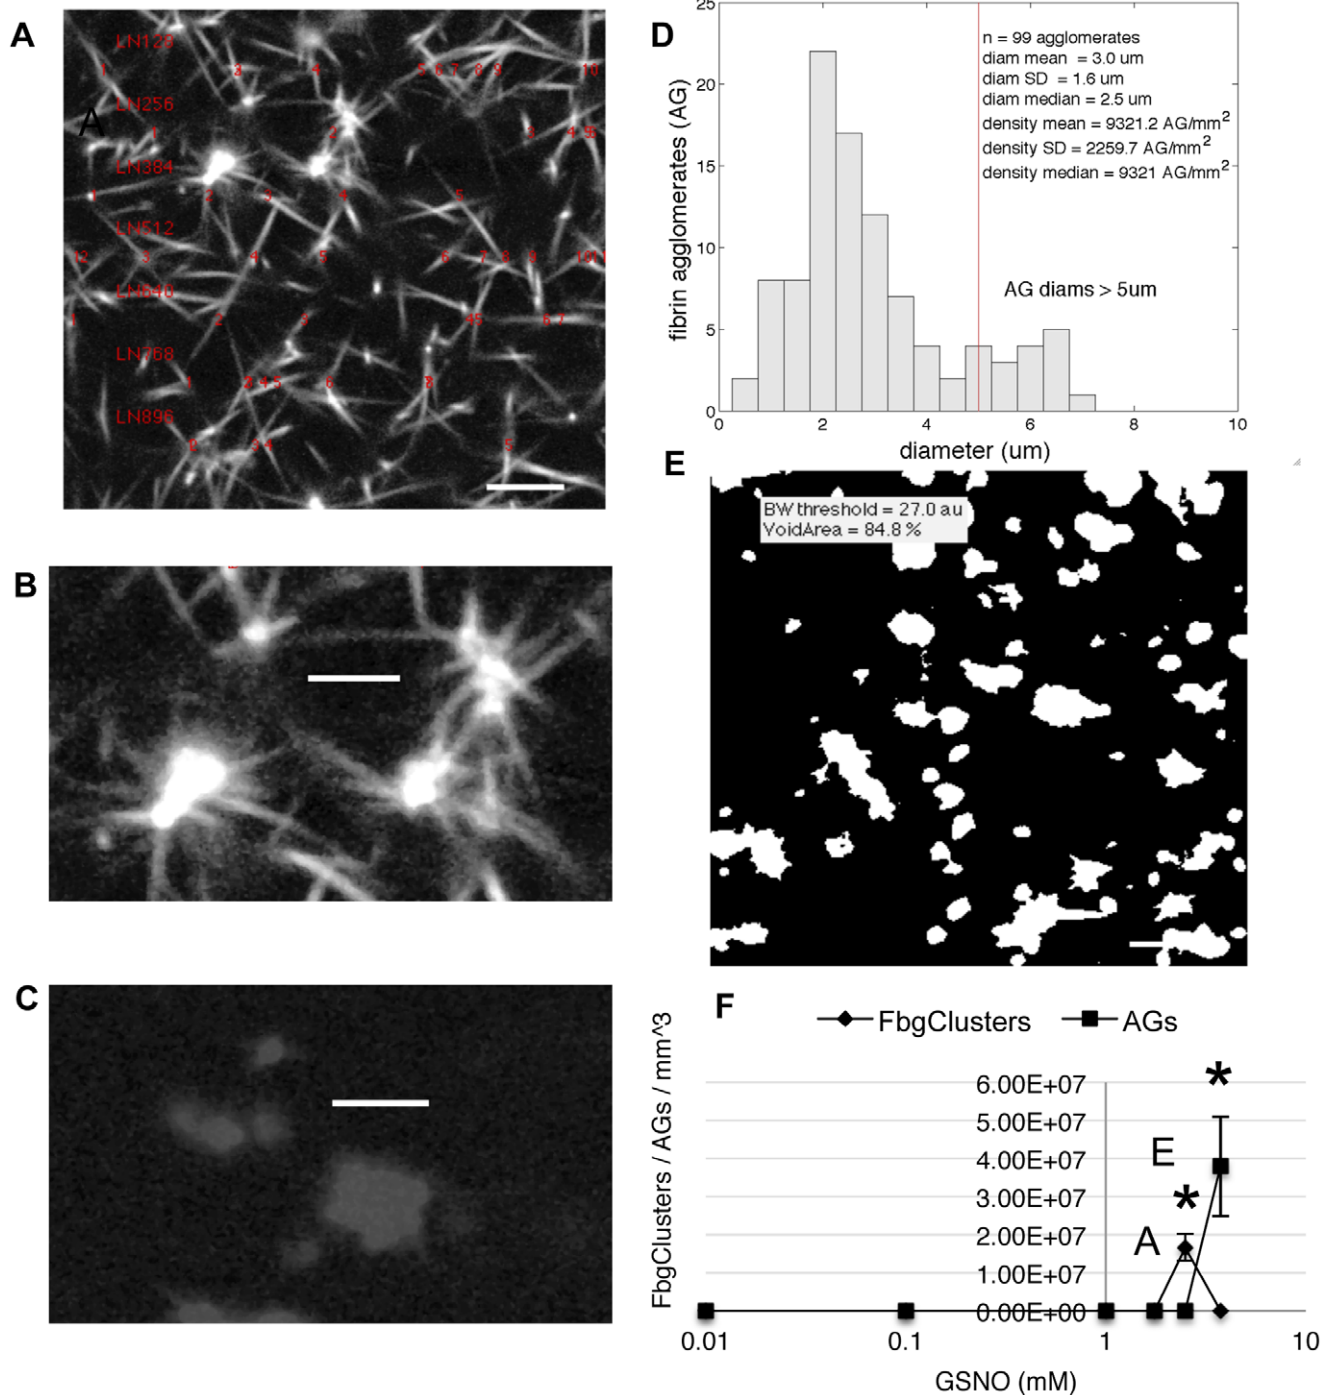 A
LN128
1 3 4 5 6 7 8 9 10
LN256
A
1 2 3 4
LN384
1 2 3 4 5
LN512
12 3 4 5 6 7 8 9
LN640
1 2 3 45 6 7
LN768
1 4 5 6
LN896
3 4 5
B
C
D
25
20
15
10
5
0
fibrin agglomerates (AG)
n = 99 agglomerates
diam mean = 3.0 um
diam SD = 1.6 um
diam median = 2.5 um
density mean = 9321.2 AG/mm²
density SD = 2259.7 AG/mm²
density median = 9321 AG/mm²
AG diams > 5um
0 2 4 6 8 10
diameter (um)
E
BW threshold = 27.0 au
VoidArea = 84.8 %
F
FbgClusters AGs
FbgClusters / AGs / mm^3
6.00E+07
5.00E+07
4.00E+07
3.00E+07
2.00E+07
1.00E+07
0.00E+00
*
E
*
A
0.01 0.1 1 10
GSNO (mM)